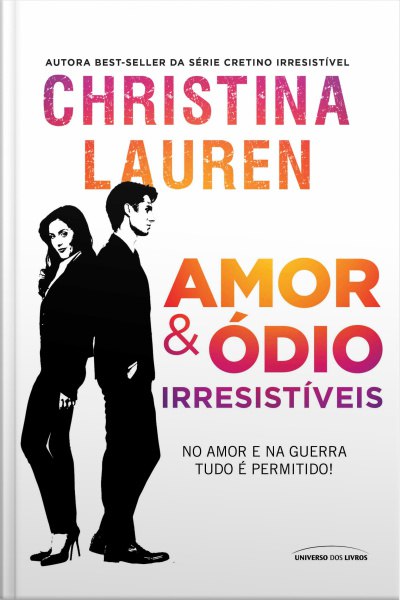 AUTORA BEST-SELLER DA SÉRIE CRETINO IRRESISTÍVEL
CHRISTINA
LAUREN
AMOR
& ÓDIO
IRRESISTÍVEIS
NO AMOR E NA GUERRA
TUDO É PERMITIDO!
UNIVERSO DOS LIVROS